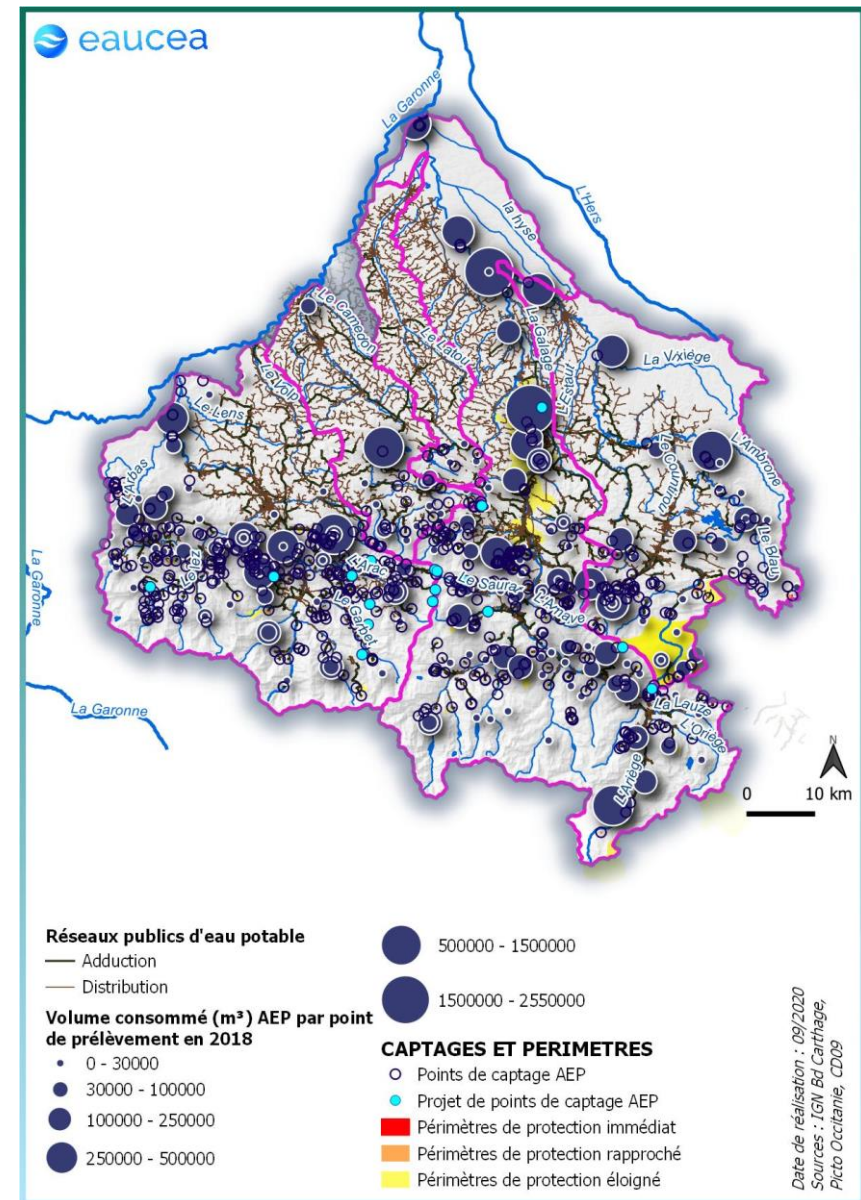 eaucea
La Garonne
L'Hers
la hyse
Le Camedon
Le Latou
La Galage
L'Estaut
La Vixiège
Le Volp
Le Lens
L'Ambrone
Le Countirou
L'Arbas
Le Blau
La Garonne
Le lez
L'Arac
Le Saurat
L'Artave
Le Garbet
La Garonne
La Lauze
L'Oriège
L'Ariège
N
0 10 km
Réseaux publics d'eau potable
Adduction
Distribution
Volume consommé (m³) AEP par point
de prélèvement en 2018
0 - 30000
30000 - 100000
100000 - 250000
250000 - 500000
500000 - 1500000
1500000 - 2550000
CAPTAGES ET PERIMETRES
Points de captage AEP
Projet de points de captage AEP
Périmètres de protection immédiat
Périmètres de protection rapproché
Périmètres de protection éloigné
Date de réalisation : 09/2020
Sources : IGN Bd Carthage,
Picto Occitanie, CD09